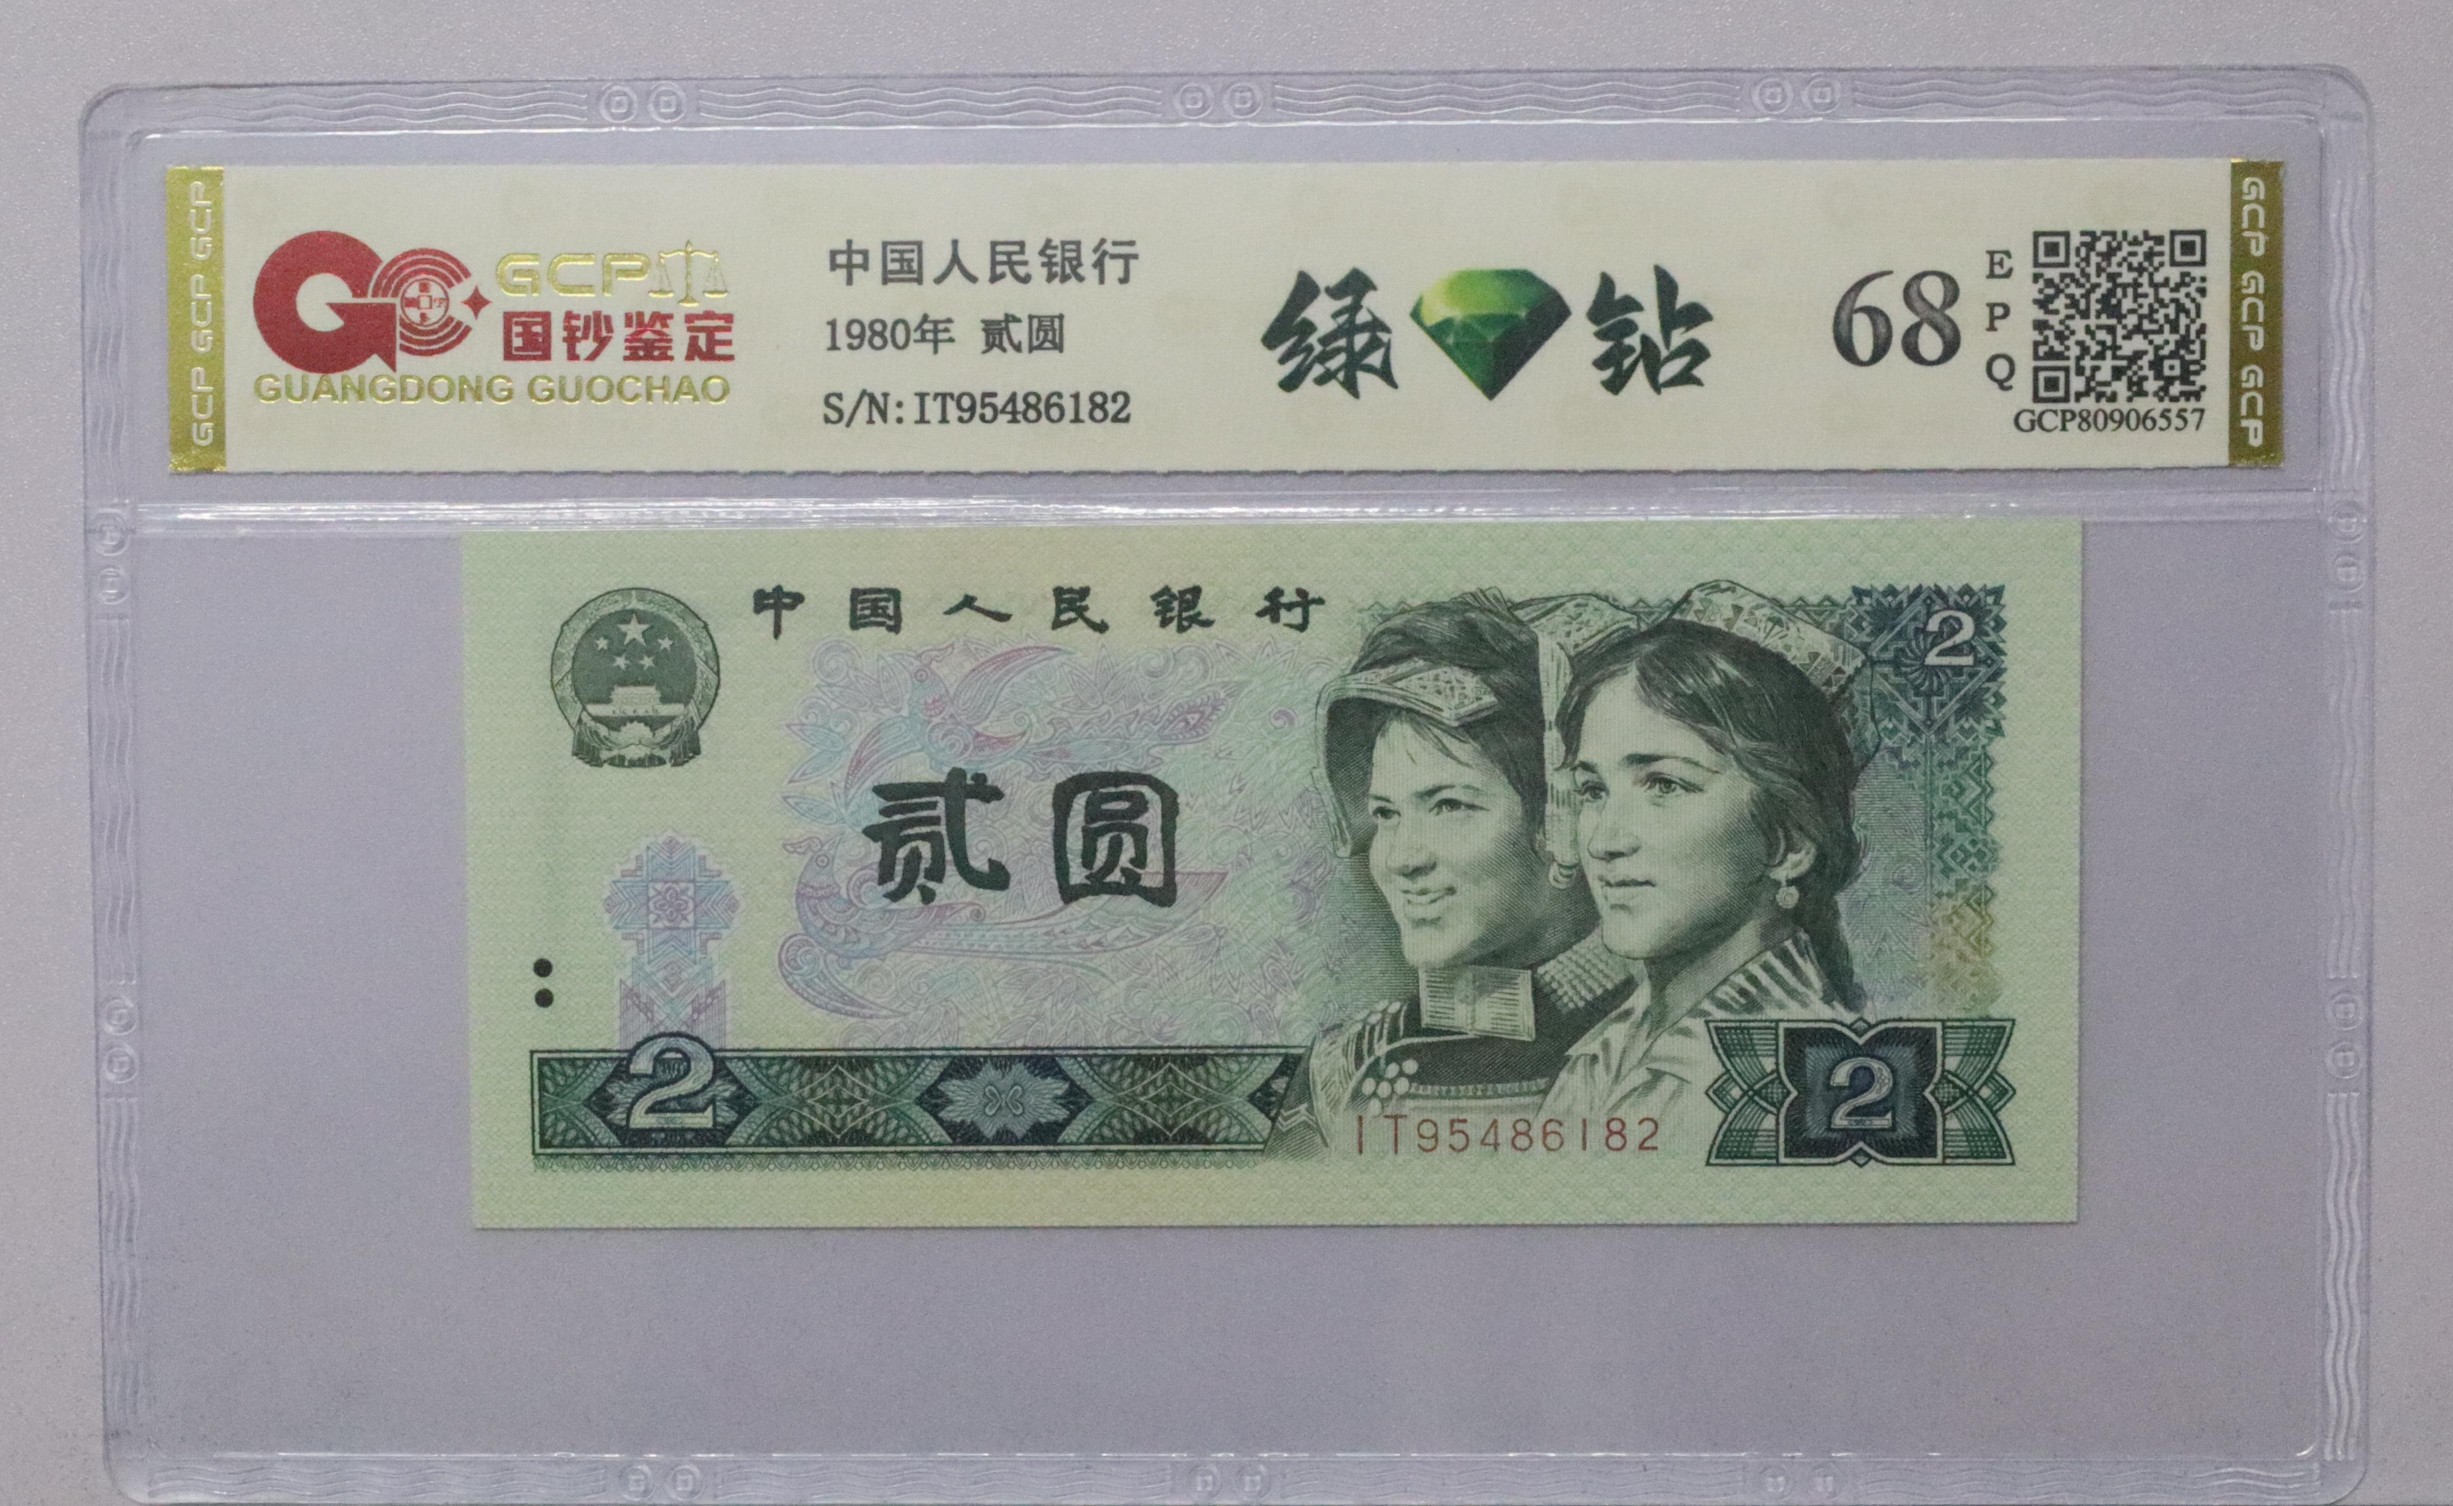 GCP GCP GCP
GCP
国钞鉴定
GUANGDONG GUOCHAO
中国人民银行
1980年 贰圆
S/N:IT95486182
绿钻
68
EPQ
GCP80906557
GCP GCP GCP
中国人民银行
2
贰圆
2
IT95486182
2